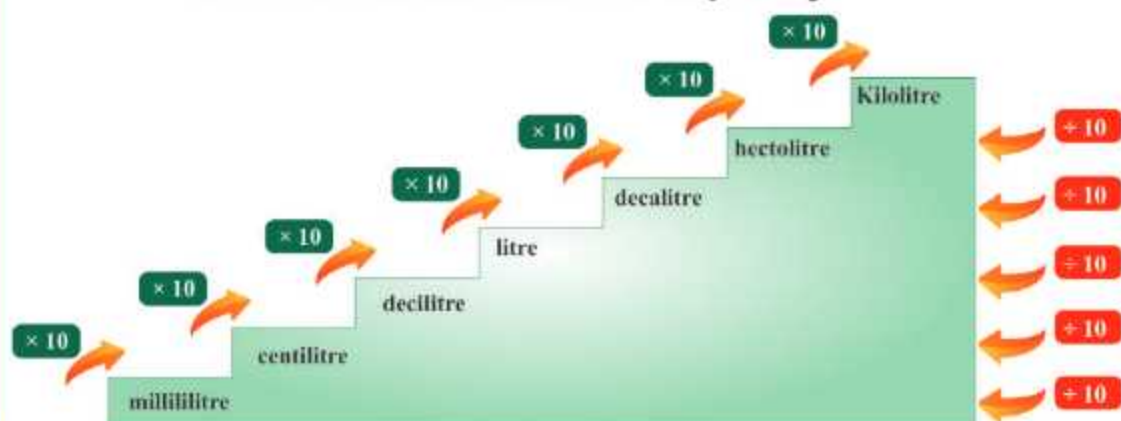 × 10
Kilolitre
× 10
÷ 10
hectolitre
× 10
÷ 10
decalitre
× 10
litre
× 10
÷ 10
decilitre
× 10
÷ 10
centilitre
× 10
÷ 10
millililitre